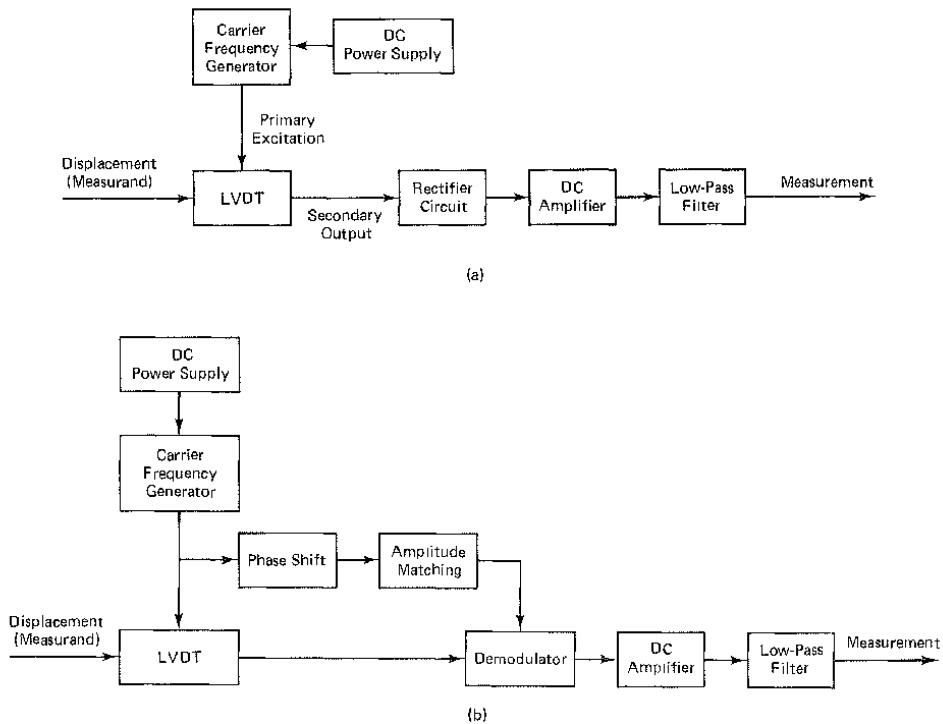 Carrier
Frequency
Generator
DC
Power Supply
Primary
Excitation
Displacement
(Measurand)
LVDT
Secondary
Output
Rectifier
Circuit
DC
Amplifier
Low-Pass
Filter
Measurement
(a)
DC
Power Supply
Carrier
Frequency
Generator
Phase Shift
Amplitude
Matching
Displacement
(Measurand)
LVDT
Demodulator
DC
Amplifier
Low-Pass
Filter
Measurement
(b)